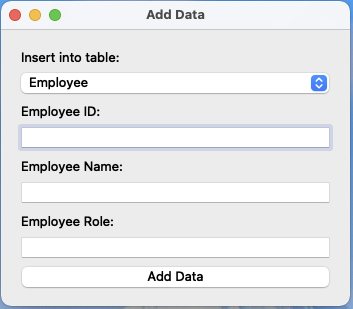 Add Data
Insert into table:
Employee
Employee ID:
Employee Name:
Employee Role:
Add Data